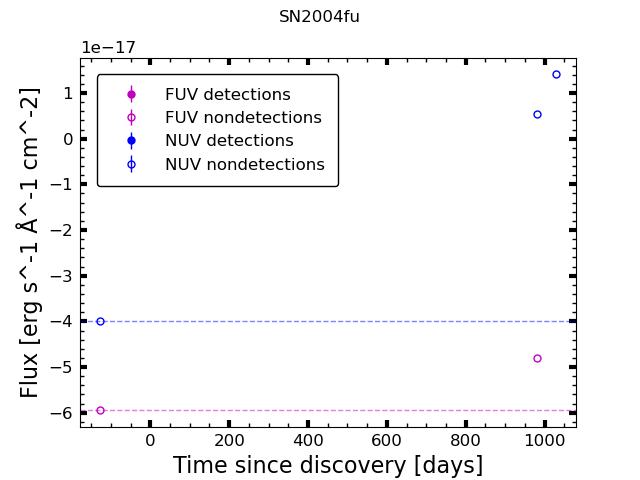 SN2004fu
1e−17
FUV detections
FUV nondetections
NUV detections
NUV nondetections
1
0
−1
−2
−3
−4
−5
−6
Flux [erg s^-1 Å^-1 cm^-2]
0 200 400 600 800 1000
Time since discovery [days]